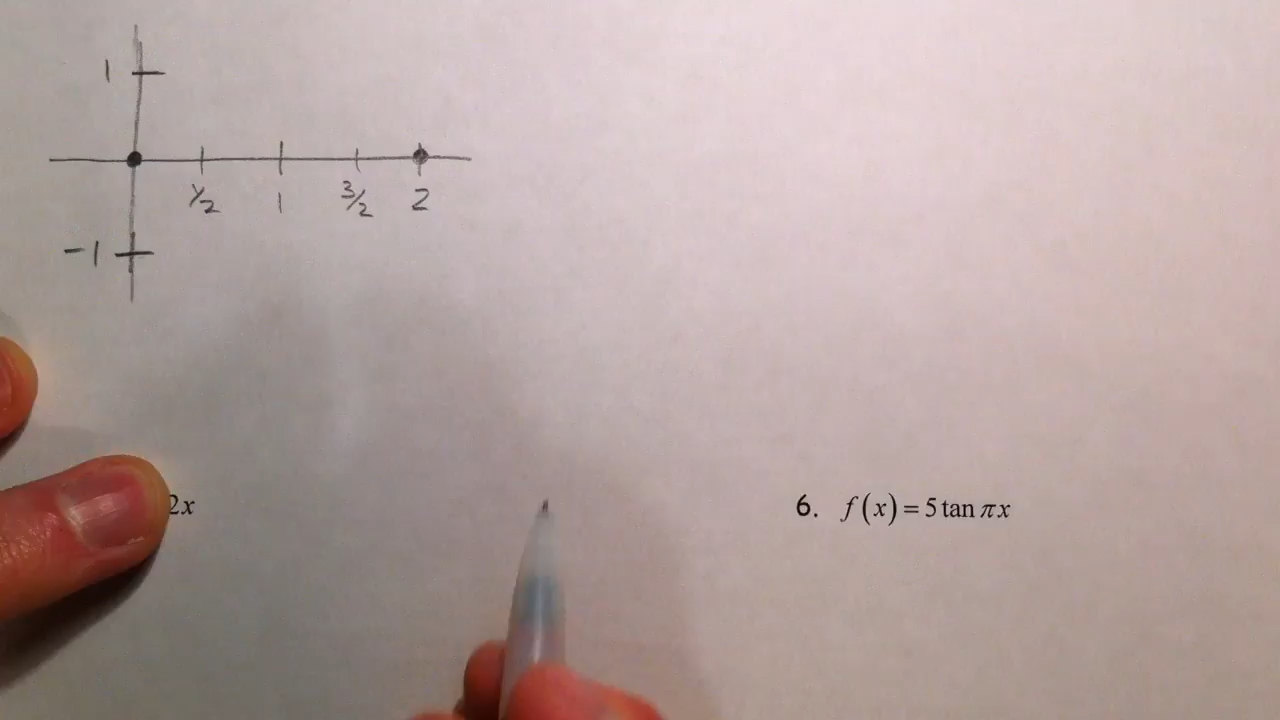 1
1/2 1 3/2 2
-1
2x
6. f(x) = 5 tan πx